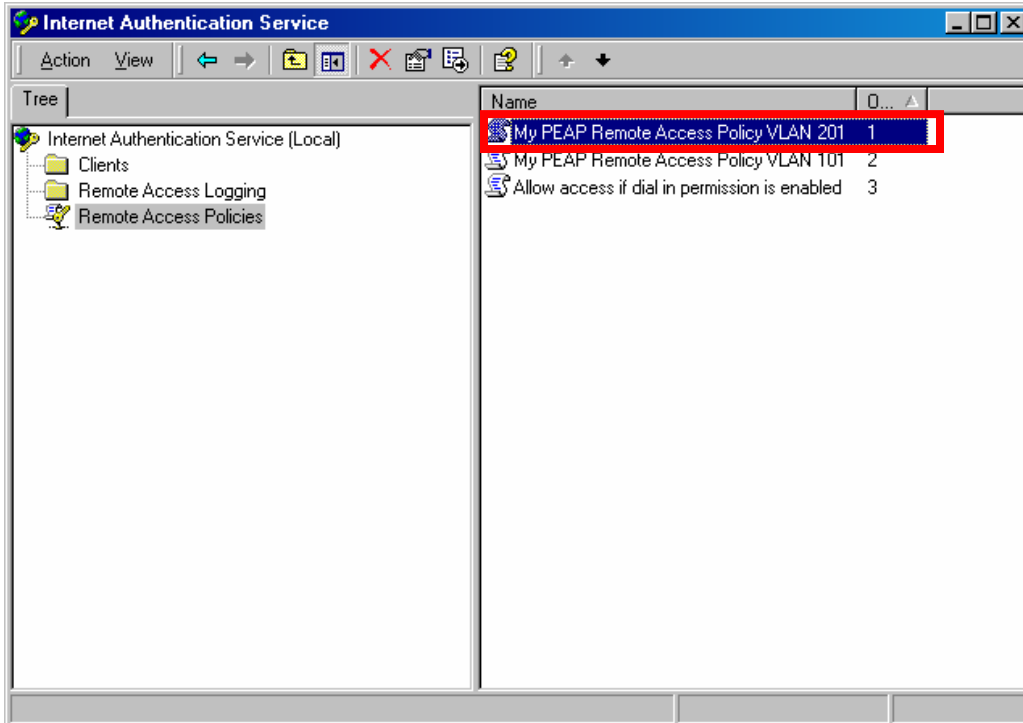 Internet Authentication Service
Action View
Tree
Name O...
Internet Authentication Service (Local)
Clients
Remote Access Logging
Remote Access Policies
My PEAP Remote Access Policy VLAN 201 1
My PEAP Remote Access Policy VLAN 101 2
Allow access if dial in permission is enabled 3